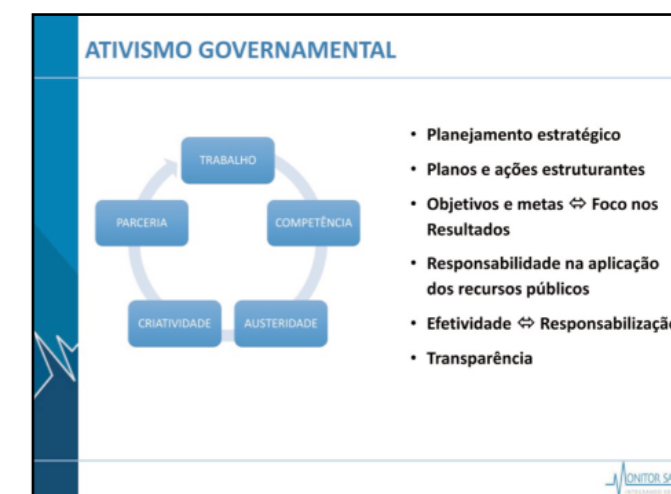 ATIVISMO GOVERNAMENTAL
TRABALHO
PARCERIA
COMPETÊNCIA
CRIATIVIDADE
AUSTERIDADE
• Planejamento estratégico
• Planos e ações estruturantes
• Objetivos e metas ⇔ Foco nos
Resultados
• Responsabilidade na aplicação
dos recursos públicos
• Efetividade ⇔ Responsabilização
• Transparência
MONITOR